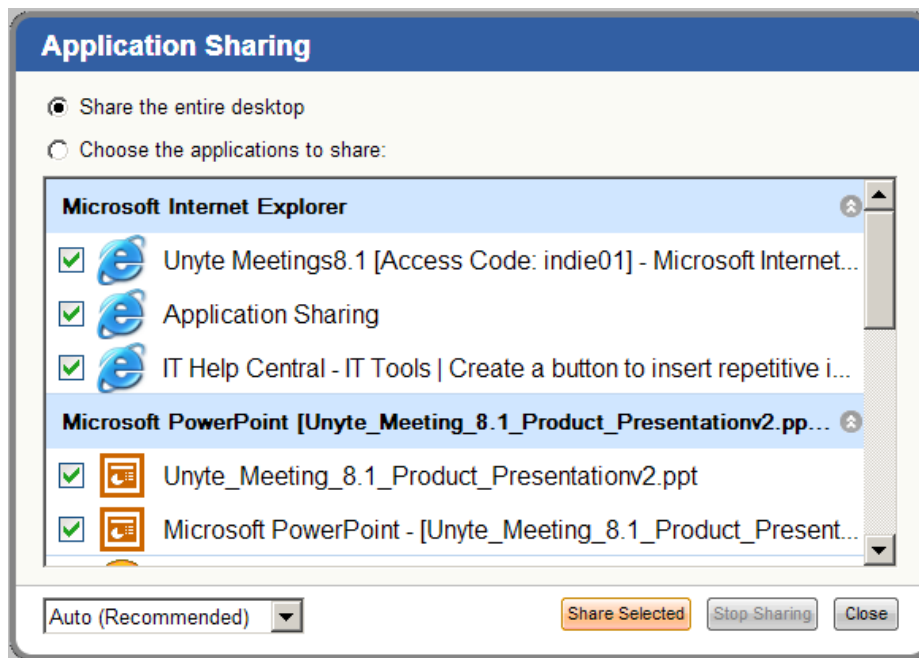 Application Sharing
Share the entire desktop
Choose the applications to share:
Microsoft Internet Explorer
Unyte Meetings8.1 [Access Code: indie01] - Microsoft Internet...
Application Sharing
IT Help Central - IT Tools | Create a button to insert repetitive i...
Microsoft PowerPoint [Unyte_Meeting_8.1_Product_Presentationv2.pp...
Unyte_Meeting_8.1_Product_Presentationv2.ppt
Microsoft PowerPoint - [Unyte_Meeting_8.1_Product_Present...
Auto (Recommended) Share Selected Stop Sharing Close